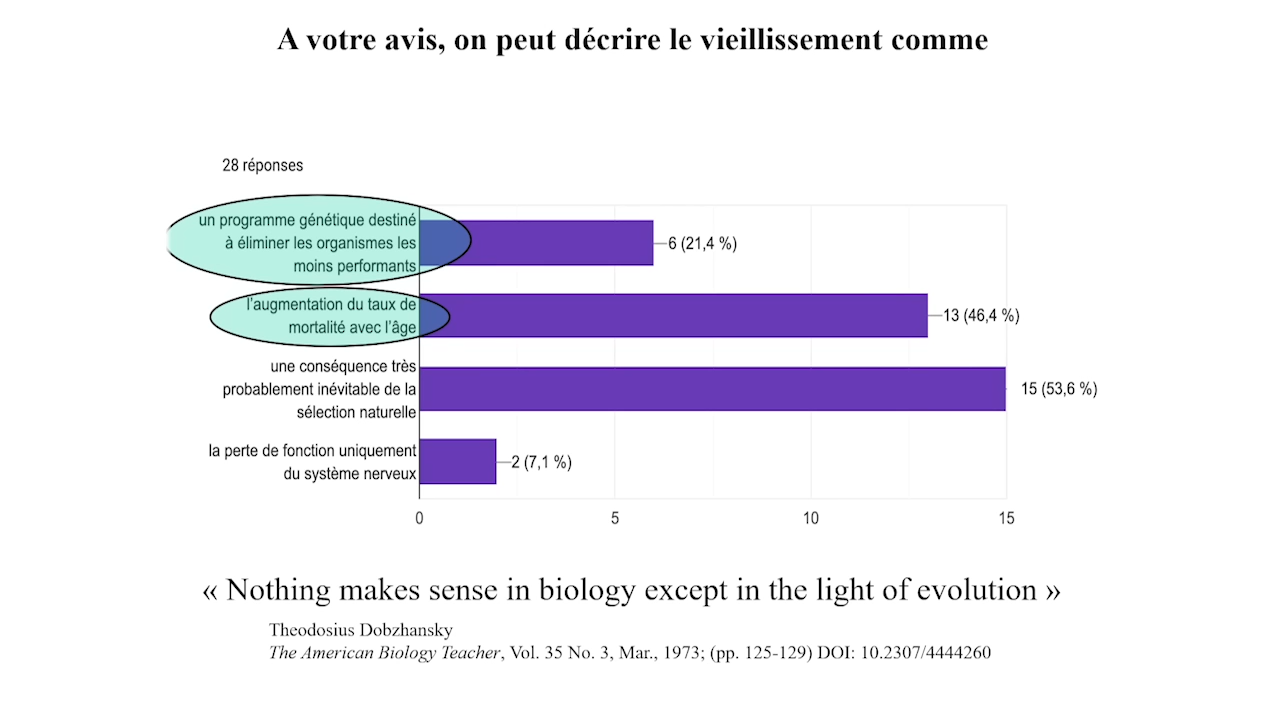 A votre avis, on peut décrire le vieillissement comme
28 réponses
un programme génétique destiné
à éliminer les organismes les
moins performants
6 (21,4 %)
l’augmentation du taux de
mortalité avec l’âge
13 (46,4 %)
une conséquence très
probablement inévitable de la
sélection naturelle
15 (53,6 %)
la perte de fonction uniquement
du système nerveux
2 (7,1 %)
0 5 10 15
« Nothing makes sense in biology except in the light of evolution »
Theodosius Dobzhansky
The American Biology Teacher, Vol. 35 No. 3, Mar., 1973; (pp. 125-129) DOI: 10.2307/4444260